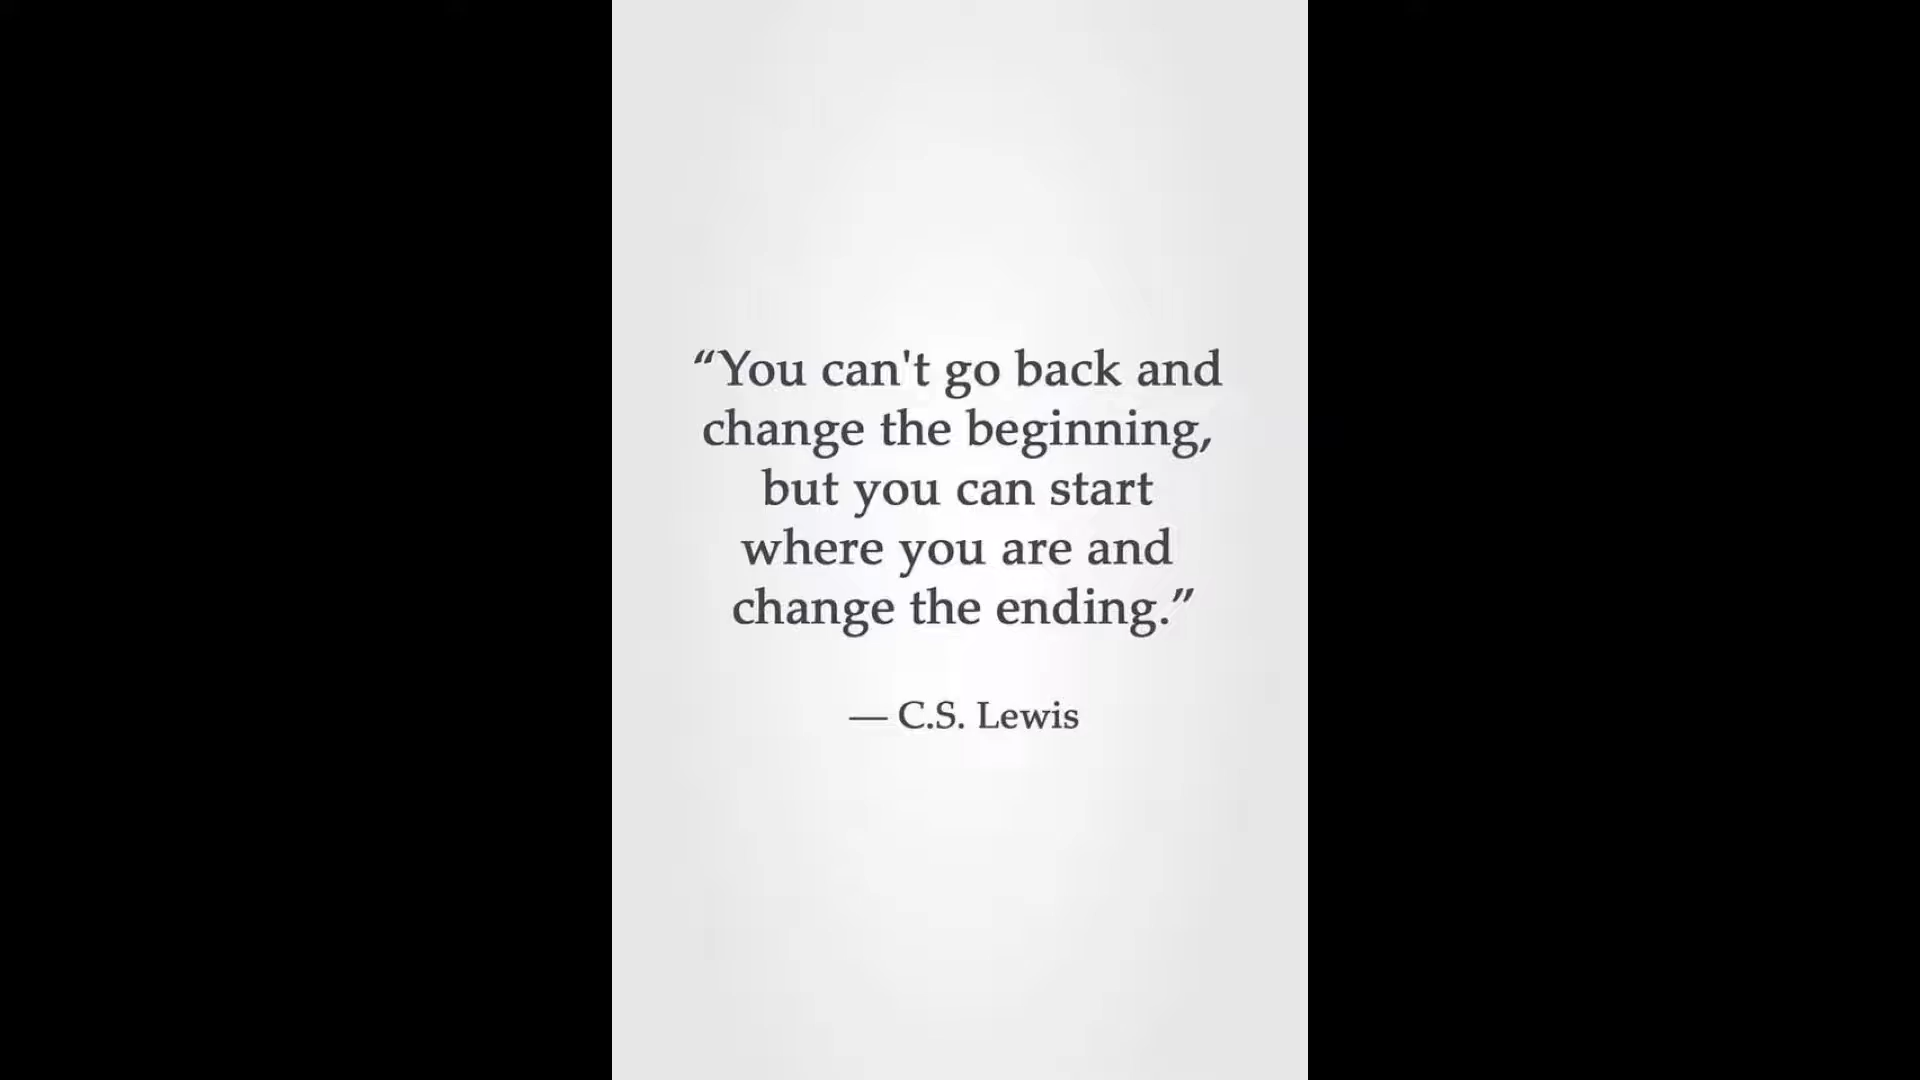 “You can't go back and
change the beginning,
but you can start
where you are and
change the ending.”
— C.S. Lewis